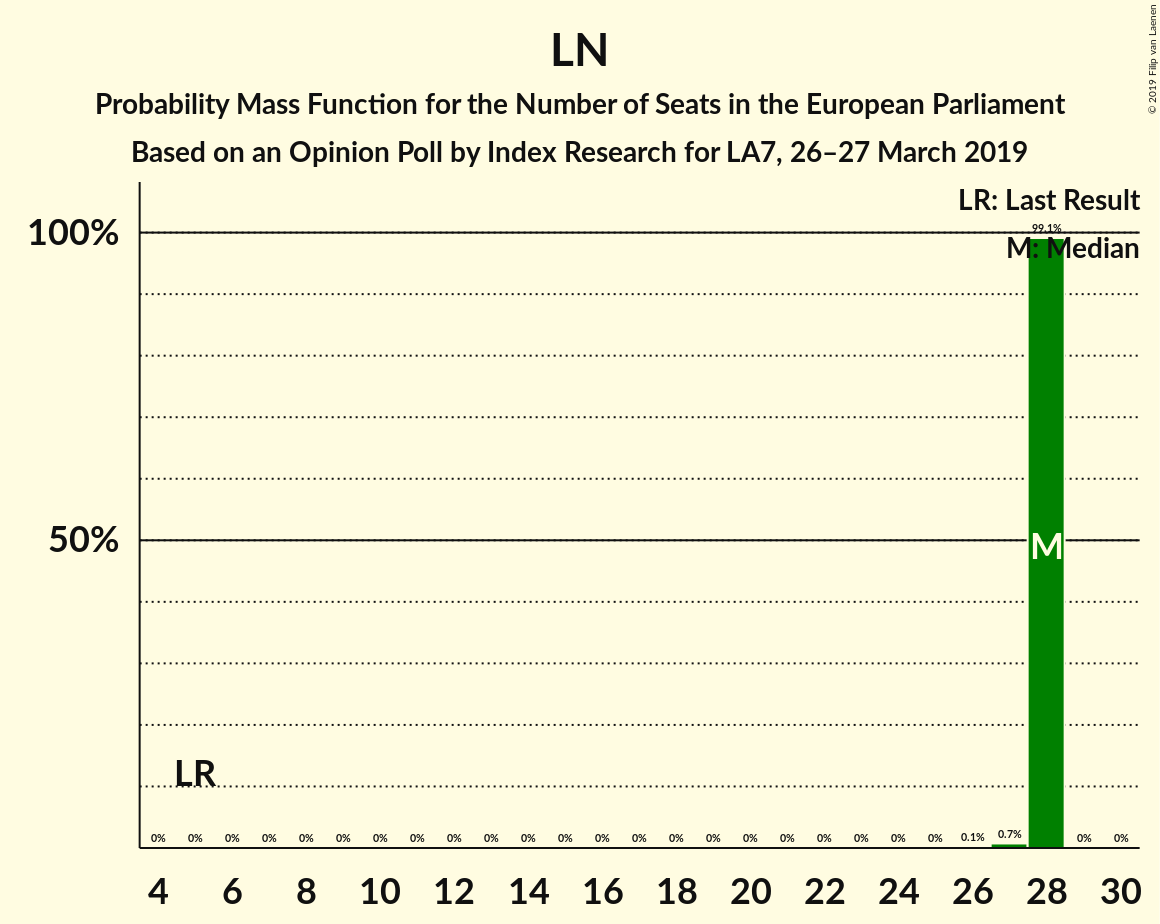 LN
Probability Mass Function for the Number of Seats in the European Parliament
Based on an Opinion Poll by Index Research for LA7, 26–27 March 2019
© 2019 Filip van Laenen
LR: Last Result
M: Median
100%
50%
99.1%
M
LR
0% 0% 0% 0% 0% 0% 0% 0% 0% 0% 0% 0% 0% 0% 0% 0% 0% 0% 0% 0% 0% 0% 0.1% 0.7% 0% 0%
4 6 8 10 12 14 16 18 20 22 24 26 28 30